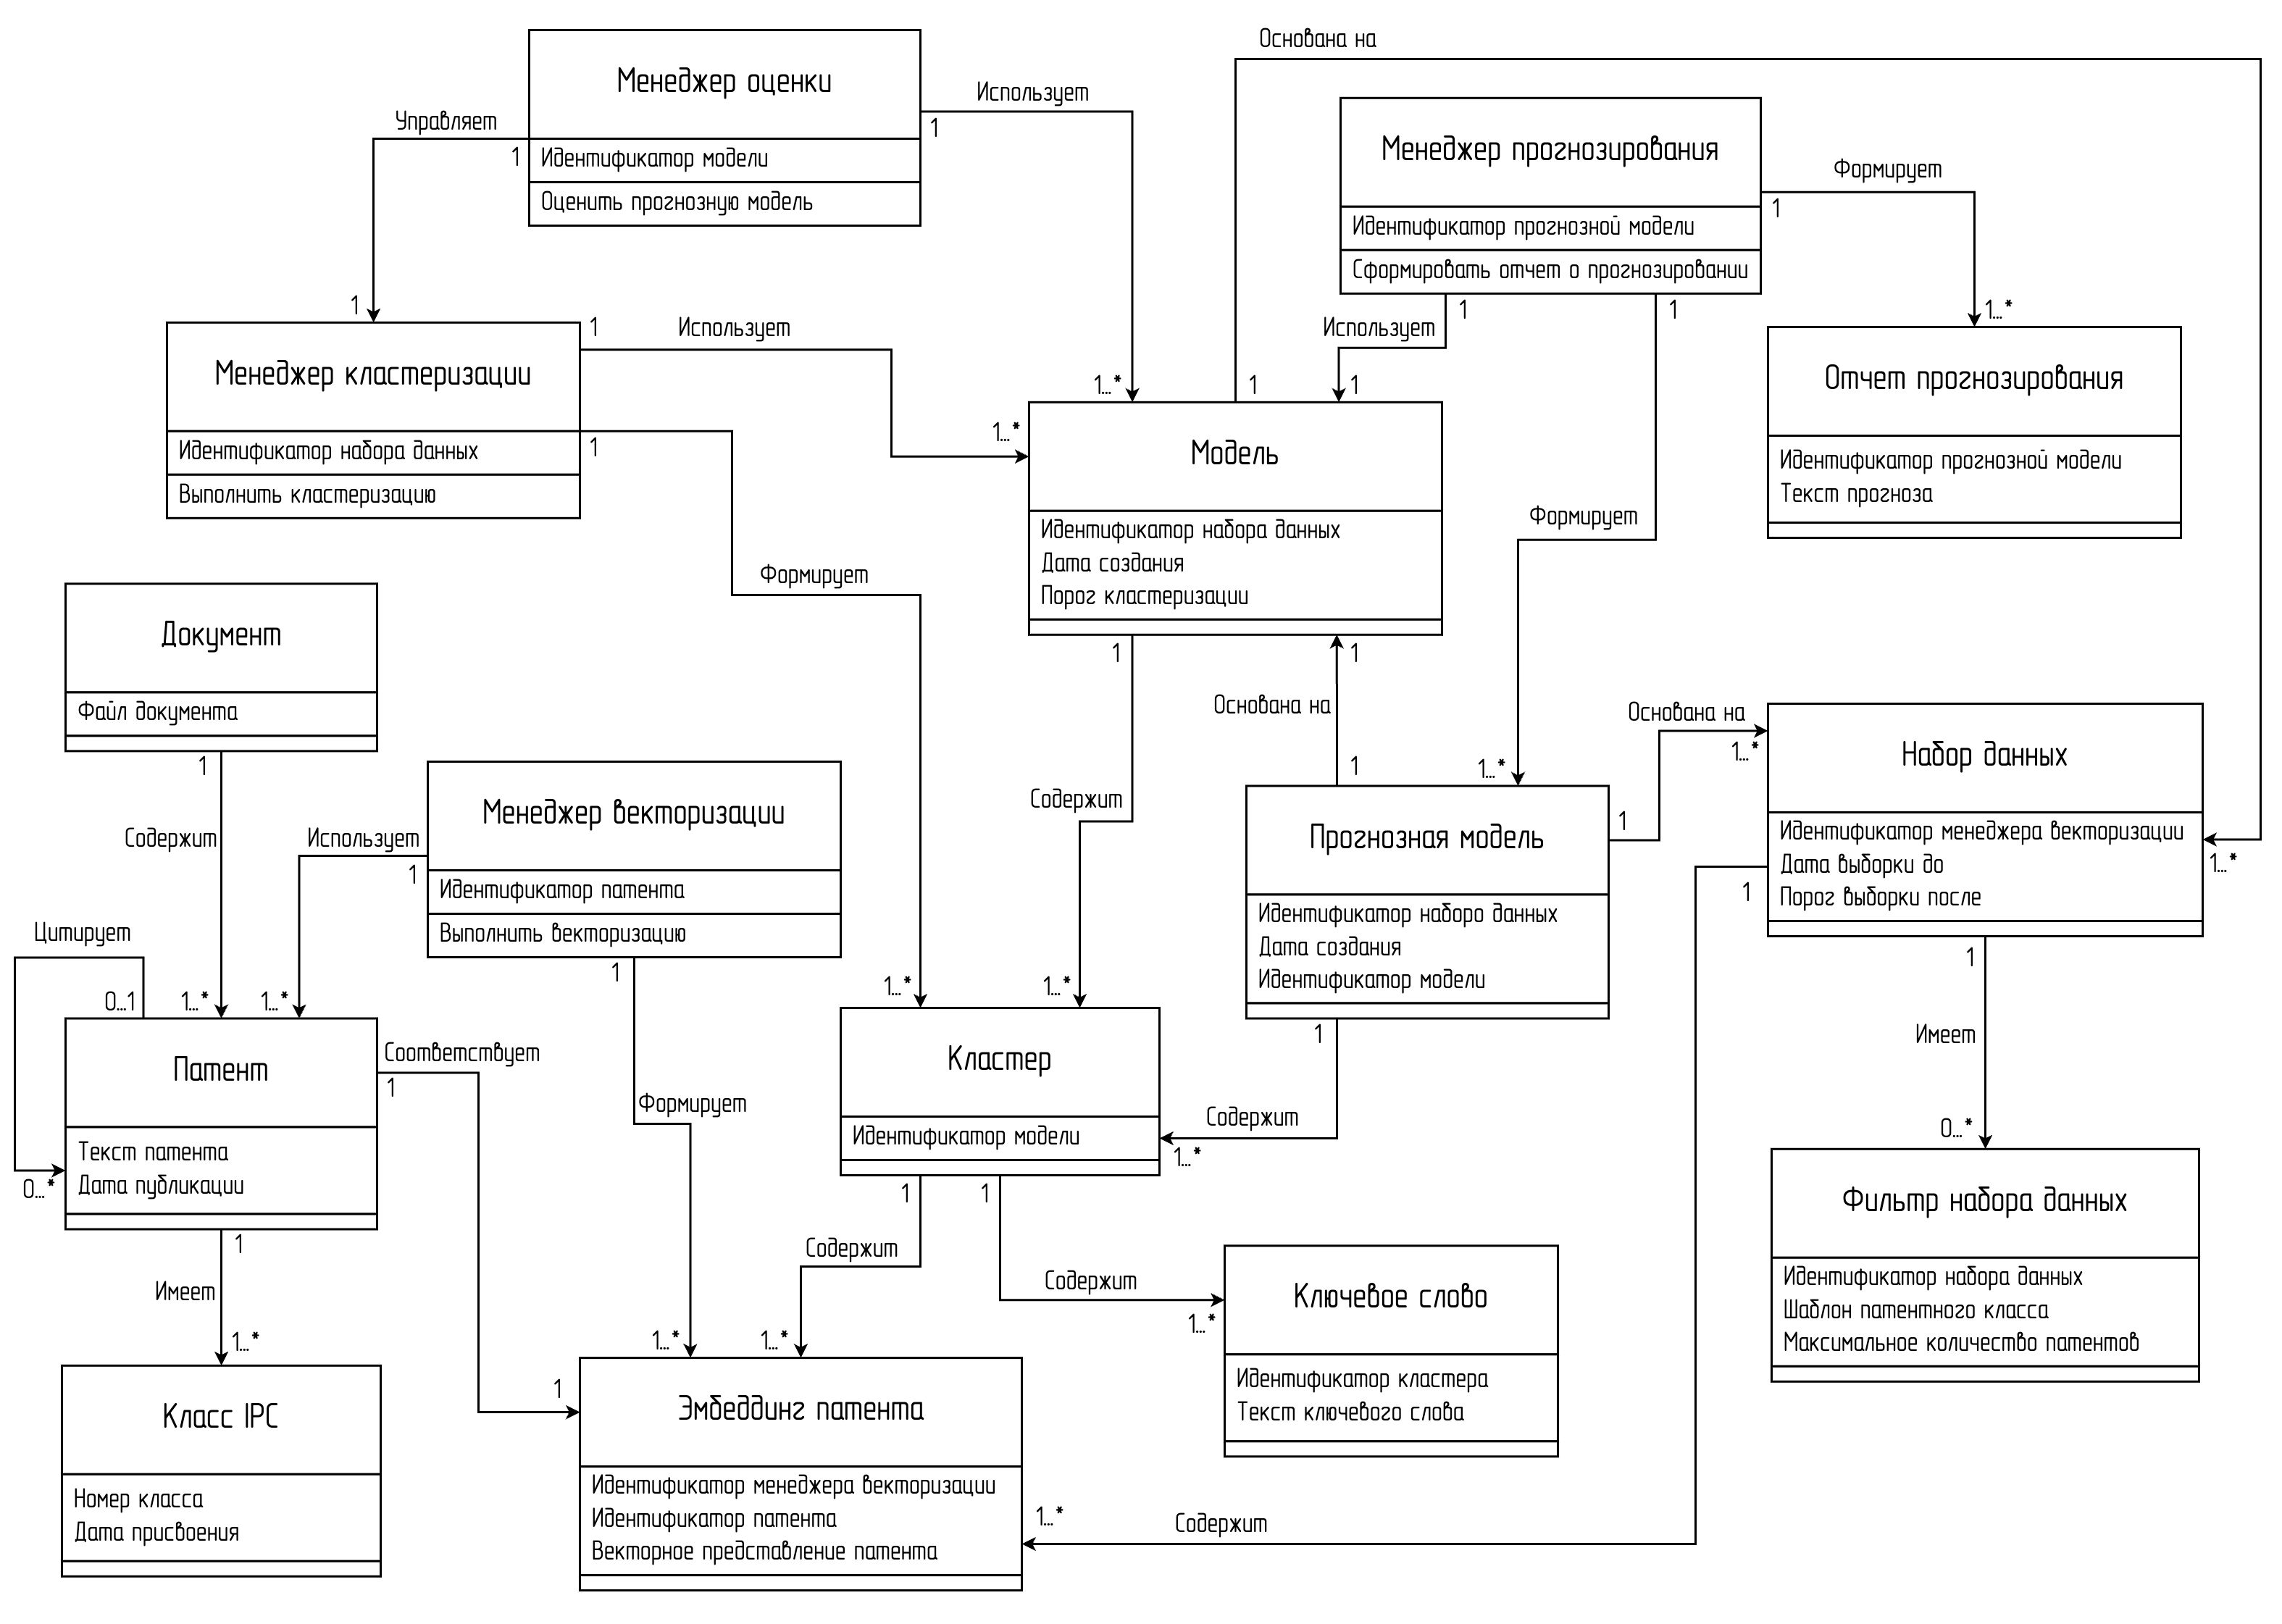 Основана на
Менеджер оценки
Идентификатор модели
Оценить прогнозную модель
Управляет
1
1
Использует
1
1...*
Менеджер прогнозирования
Идентификатор прогнозной модели
Сформировать отчет о прогнозировании
Формирует
1
1...*
Использует
1
1
1
1
Менеджер кластеризации
Идентификатор набора данных
Выполнить кластеризацию
1
Использует
1...*
1
Формирует
Отчет прогнозирования
Идентификатор прогнозной модели
Текст прогноза
Модель
Идентификатор набора данных
Дата создания
Порог кластеризации
Формирует
1...*
Документ
Файл документа
1
Содержит
1...*
1
Содержит
1...*
1...*
1
Основана на
1
Основана на
1
1...*
Набор данных
Идентификатор менеджера векторизации
Дата выборки до
Порог выборки после
1...*
1
1
Менеджер векторизации
Идентификатор патента
Выполнить векторизацию
Использует
1
1...*
1
Формирует
1...*
Прогнозная модель
Идентификатор наборо данных
Дата создания
Идентификатор модели
1
Содержит
1...*
Цитирует
0...1
0...*
Патент
Текст патента
Дата публикации
Соответствует
1
1
1
Имеет
1...*
Кластер
Идентификатор модели
1
Содержит
1...*
1
Содержит
1...*
Имеет
0...*
Фильтр набора данных
Идентификатор набора данных
Шаблон патентного класса
Максимальное количество патентов
Ключевое слово
Идентификатор кластера
Текст ключевого слова
Класс IPC
Номер класса
Дата присвоения
Эмбеддинг патента
Идентификатор менеджера векторизации
Идентификатор патента
Векторное представление патента
1...*
Содержит